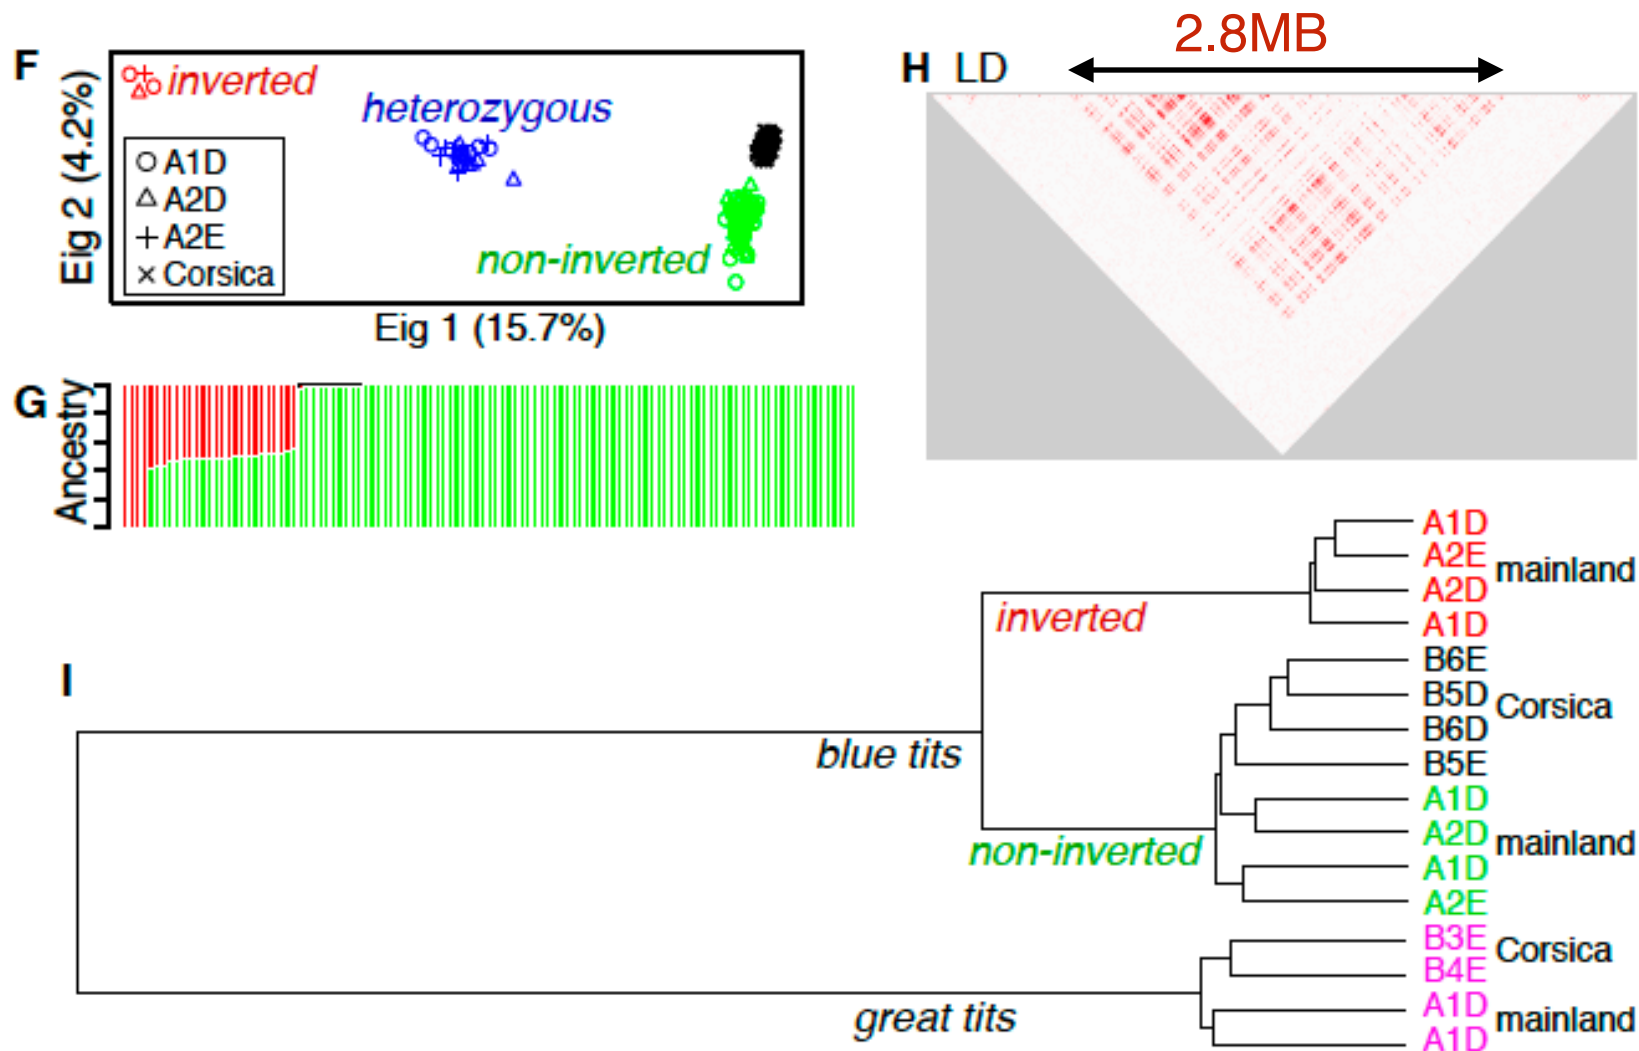 F
Eig 2 (4.2%)
inverted
heterozygous
non-inverted
A1D
A2D
A2E
Corsica
Eig 1 (15.7%)
G
Ancestry
2.8MB
H LD
I
inverted
blue tits
non-inverted
great tits
A1D
A2E
mainland
A2D
A1D
B6E
B5D
Corsica
B6D
B5E
A1D
A2D
mainland
A1D
A2E
B3E
Corsica
B4E
A1D
mainland
A1D